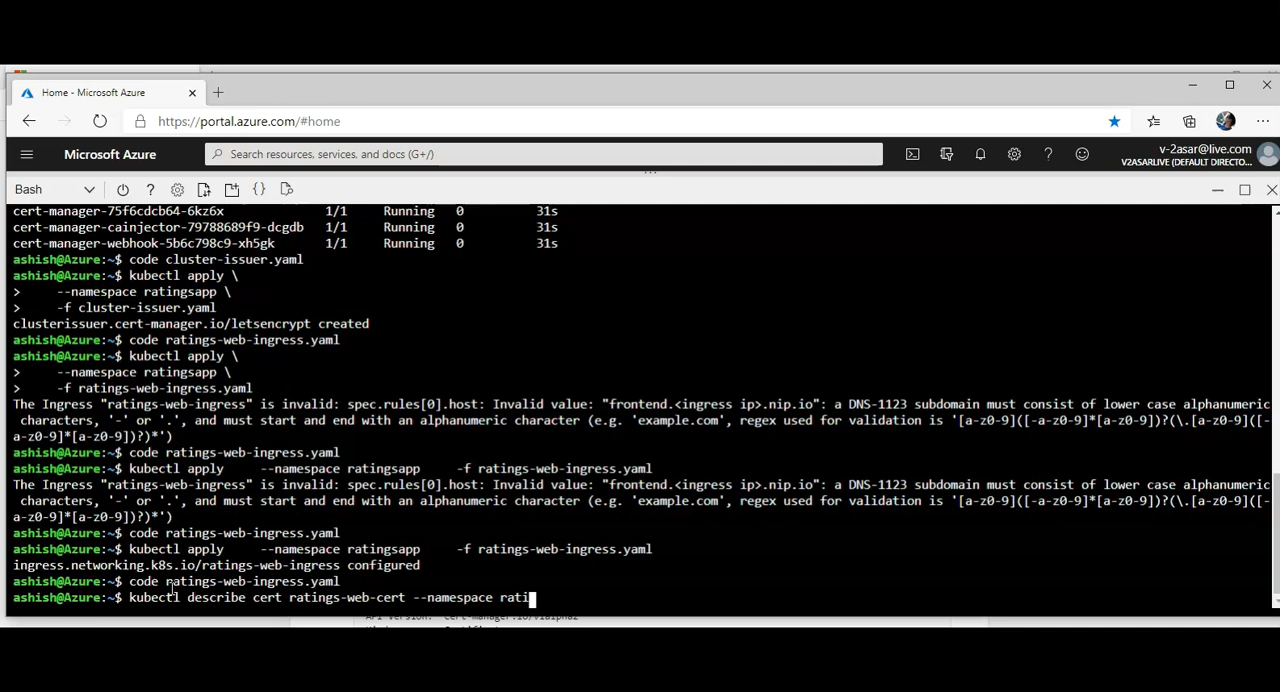 Home - Microsoft Azure
https://portal.azure.com/#home
Microsoft Azure
Search resources, services, and docs (G+/)
v-2asar@live.com
V2ASARLIVE (DEFAULT DIRECTO...
Bash
cert-manager-75f6cdcb64-6kz6x 1/1 Running 0 31s
cert-manager-cainjector-79788689f9-dcgdb 1/1 Running 0 31s
cert-manager-webhook-5b6c798c9-xh5gk 1/1 Running 0 31s
ashish@Azure:~$ code cluster-issuer.yaml
ashish@Azure:~$ kubectl apply \
> --namespace ratingsapp \
> -f cluster-issuer.yaml
clusterissuer.cert-manager.io/letsencrypt created
ashish@Azure:~$ code ratings-web-ingress.yaml
ashish@Azure:~$ kubectl apply \
> --namespace ratingsapp \
> -f ratings-web-ingress.yaml
The Ingress "ratings-web-ingress" is invalid: spec.rules[0].host: Invalid value: "frontend.<ingress ip>.nip.io": a DNS-1123 subdomain must consist of lower case alphanumeric
characters, '-' or '.', and must start and end with an alphanumeric character (e.g. 'example.com', regex used for validation is '[a-z0-9]([-a-z0-9]*[a-z0-9])?(\.[a-z0-9]([-
a-z0-9]*[a-z0-9])?)*')
ashish@Azure:~$ code ratings-web-ingress.yaml
ashish@Azure:~$ kubectl apply --namespace ratingsapp -f ratings-web-ingress.yaml
The Ingress "ratings-web-ingress" is invalid: spec.rules[0].host: Invalid value: "frontend.<ingress ip>.nip.io": a DNS-1123 subdomain must consist of lower case alphanumeric
characters, '-' or '.', and must start and end with an alphanumeric character (e.g. 'example.com', regex used for validation is '[a-z0-9]([-a-z0-9]*[a-z0-9])?(\.[a-z0-9]([-
a-z0-9]*[a-z0-9])?)*')
ashish@Azure:~$ code ratings-web-ingress.yaml
ashish@Azure:~$ kubectl apply --namespace ratingsapp -f ratings-web-ingress.yaml
ingress.networking.k8s.io/ratings-web-ingress configured
ashish@Azure:~$ code ratings-web-ingress.yaml
ashish@Azure:~$ kubectl describe cert ratings-web-cert --namespace rati